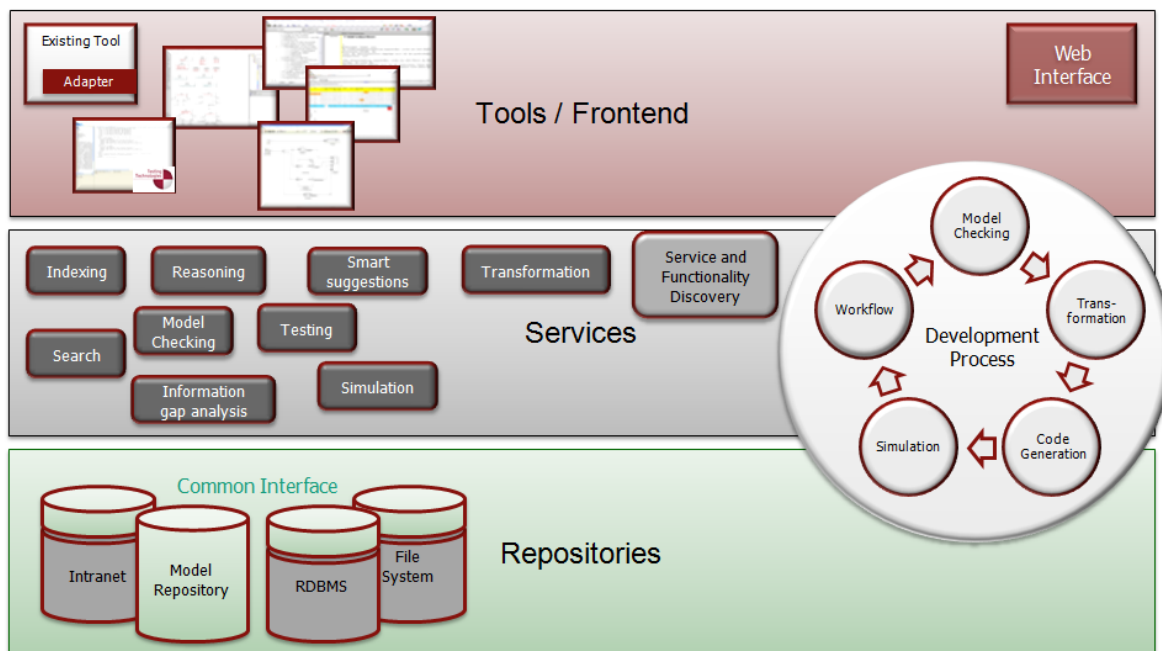 Existing Tool
Adapter
Testing
Technologies
Tools / Frontend
Web
Interface
Indexing
Reasoning
Smart
suggestions
Transformation
Service and
Functionality
Discovery
Search
Model
Checking
Testing
Information
gap analysis
Simulation
Services
Model
Checking
Trans-
formation
Code
Generation
Simulation
Workflow
Development
Process
Common Interface
Intranet
Model
Repository
RDBMS
File
System
Repositories